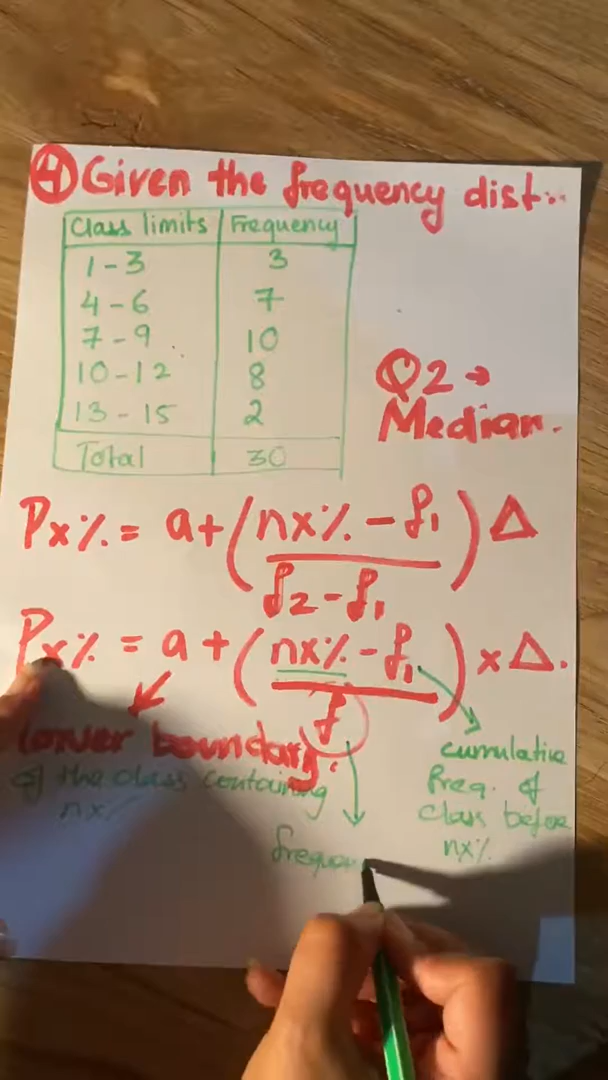 ④ Given the frequency dist...
Class limits Frequency
1-3 3
4-6 7
7-9 10
10-12 8
13-15 2
Total 30
Q2 →
Median.
Px% = a+(nx% - f₁ / f₂ - f₁) Δ
Px% = a + (nx% - f₁ / f) x Δ.
lower boundary.
of the class containing
nx%
cumulative
freq. of
class before
nx%
frequen